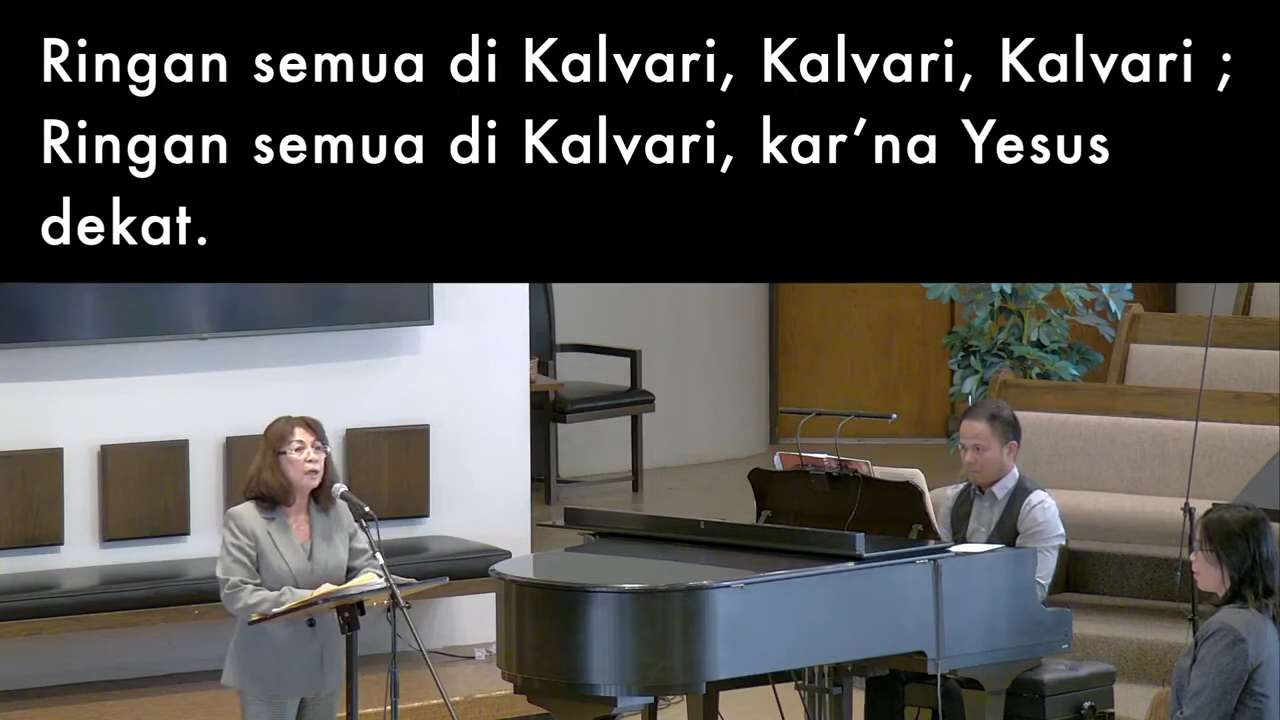 Ringan semua di Kalvari, Kalvari, Kalvari ;
Ringan semua di Kalvari, kar’na Yesus
dekat.